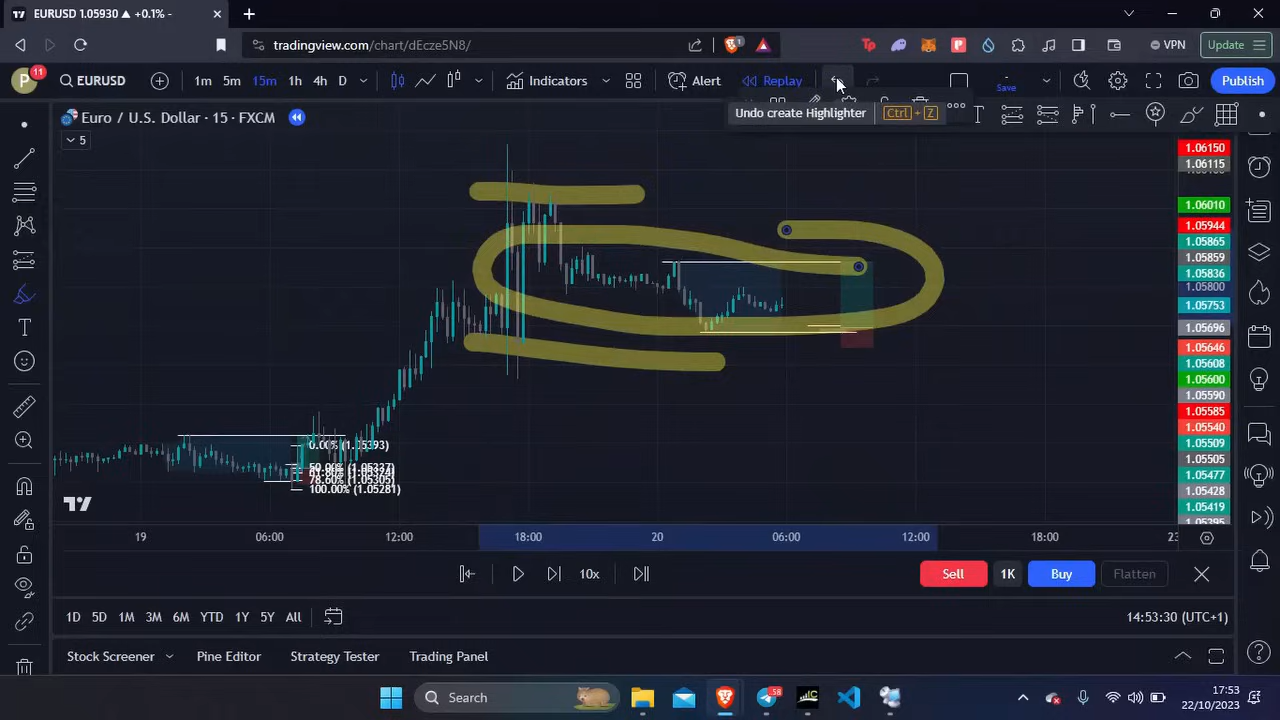 EURUSD 1.05930 ▲ +0.1% -
tradingview.com/chart/dEcze5N8/
1
VPN
Update
P
11
EURUSD
1m 5m 15m 1h 4h D
Indicators
Alert
Replay
Save
Publish
Undo create Highlighter Ctrl + Z
Euro / U.S. Dollar · 15 · FXCM
5
1.06150
1.06115
1.06010
1.05944
1.05865
1.05859
1.05836
1.05800
1.05753
1.05696
1.05646
1.05608
1.05600
1.05590
1.05585
1.05540
1.05509
1.05505
1.05477
1.05428
1.05419
1.05395
0.00% (1.05393)
50.00% (1.05337)
78.60% (1.05305)
100.00% (1.05281)
19 06:00 12:00 18:00 20 06:00 12:00 18:00 23
10x
Sell 1K Buy Flatten
1D 5D 1M 3M 6M YTD 1Y 5Y All
14:53:30 (UTC+1)
Stock Screener Pine Editor Strategy Tester Trading Panel
Search
58
17:53
22/10/2023